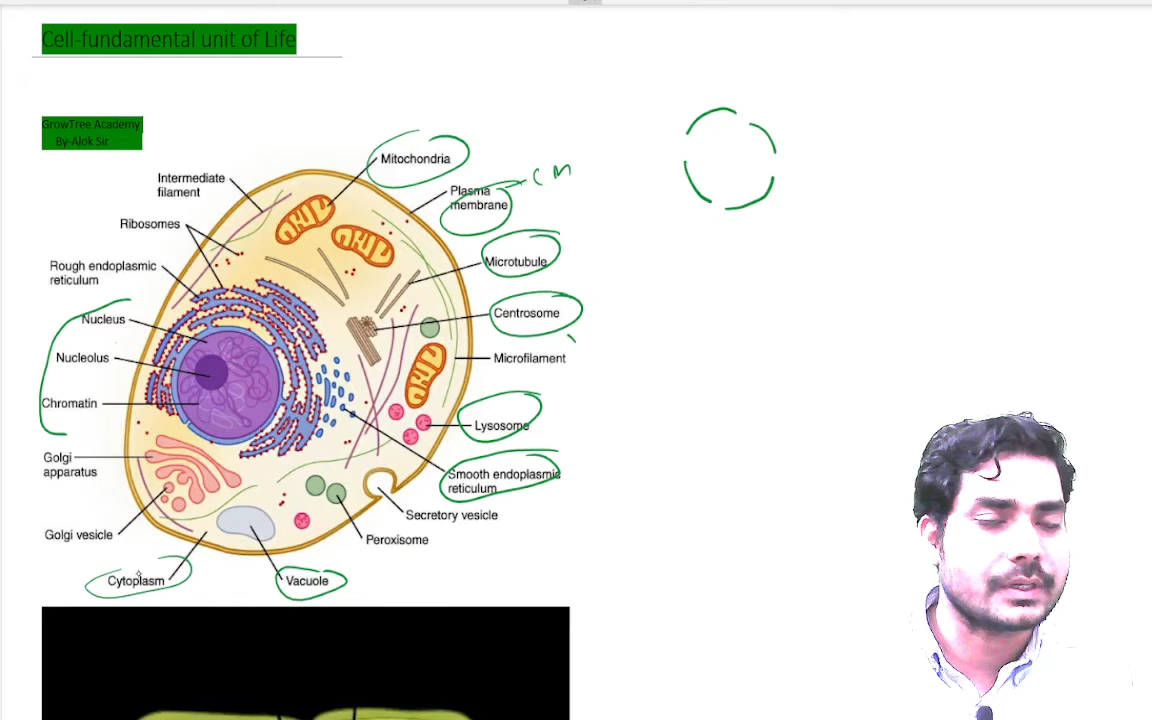 Cell-fundamental unit of Life
GrowTree Academy
By-Alok Sir
Mitochondria
Intermediate
filament
Plasma
membrane
CM
Ribosomes
Microtubule
Rough endoplasmic
reticulum
Nucleus
Centrosome
Nucleolus
Microfilament
Chromatin
Lysosome
Golgi
apparatus
Smooth endoplasmic
reticulum
Secretory vesicle
Golgi vesicle
Peroxisome
Cytoplasm
Vacuole